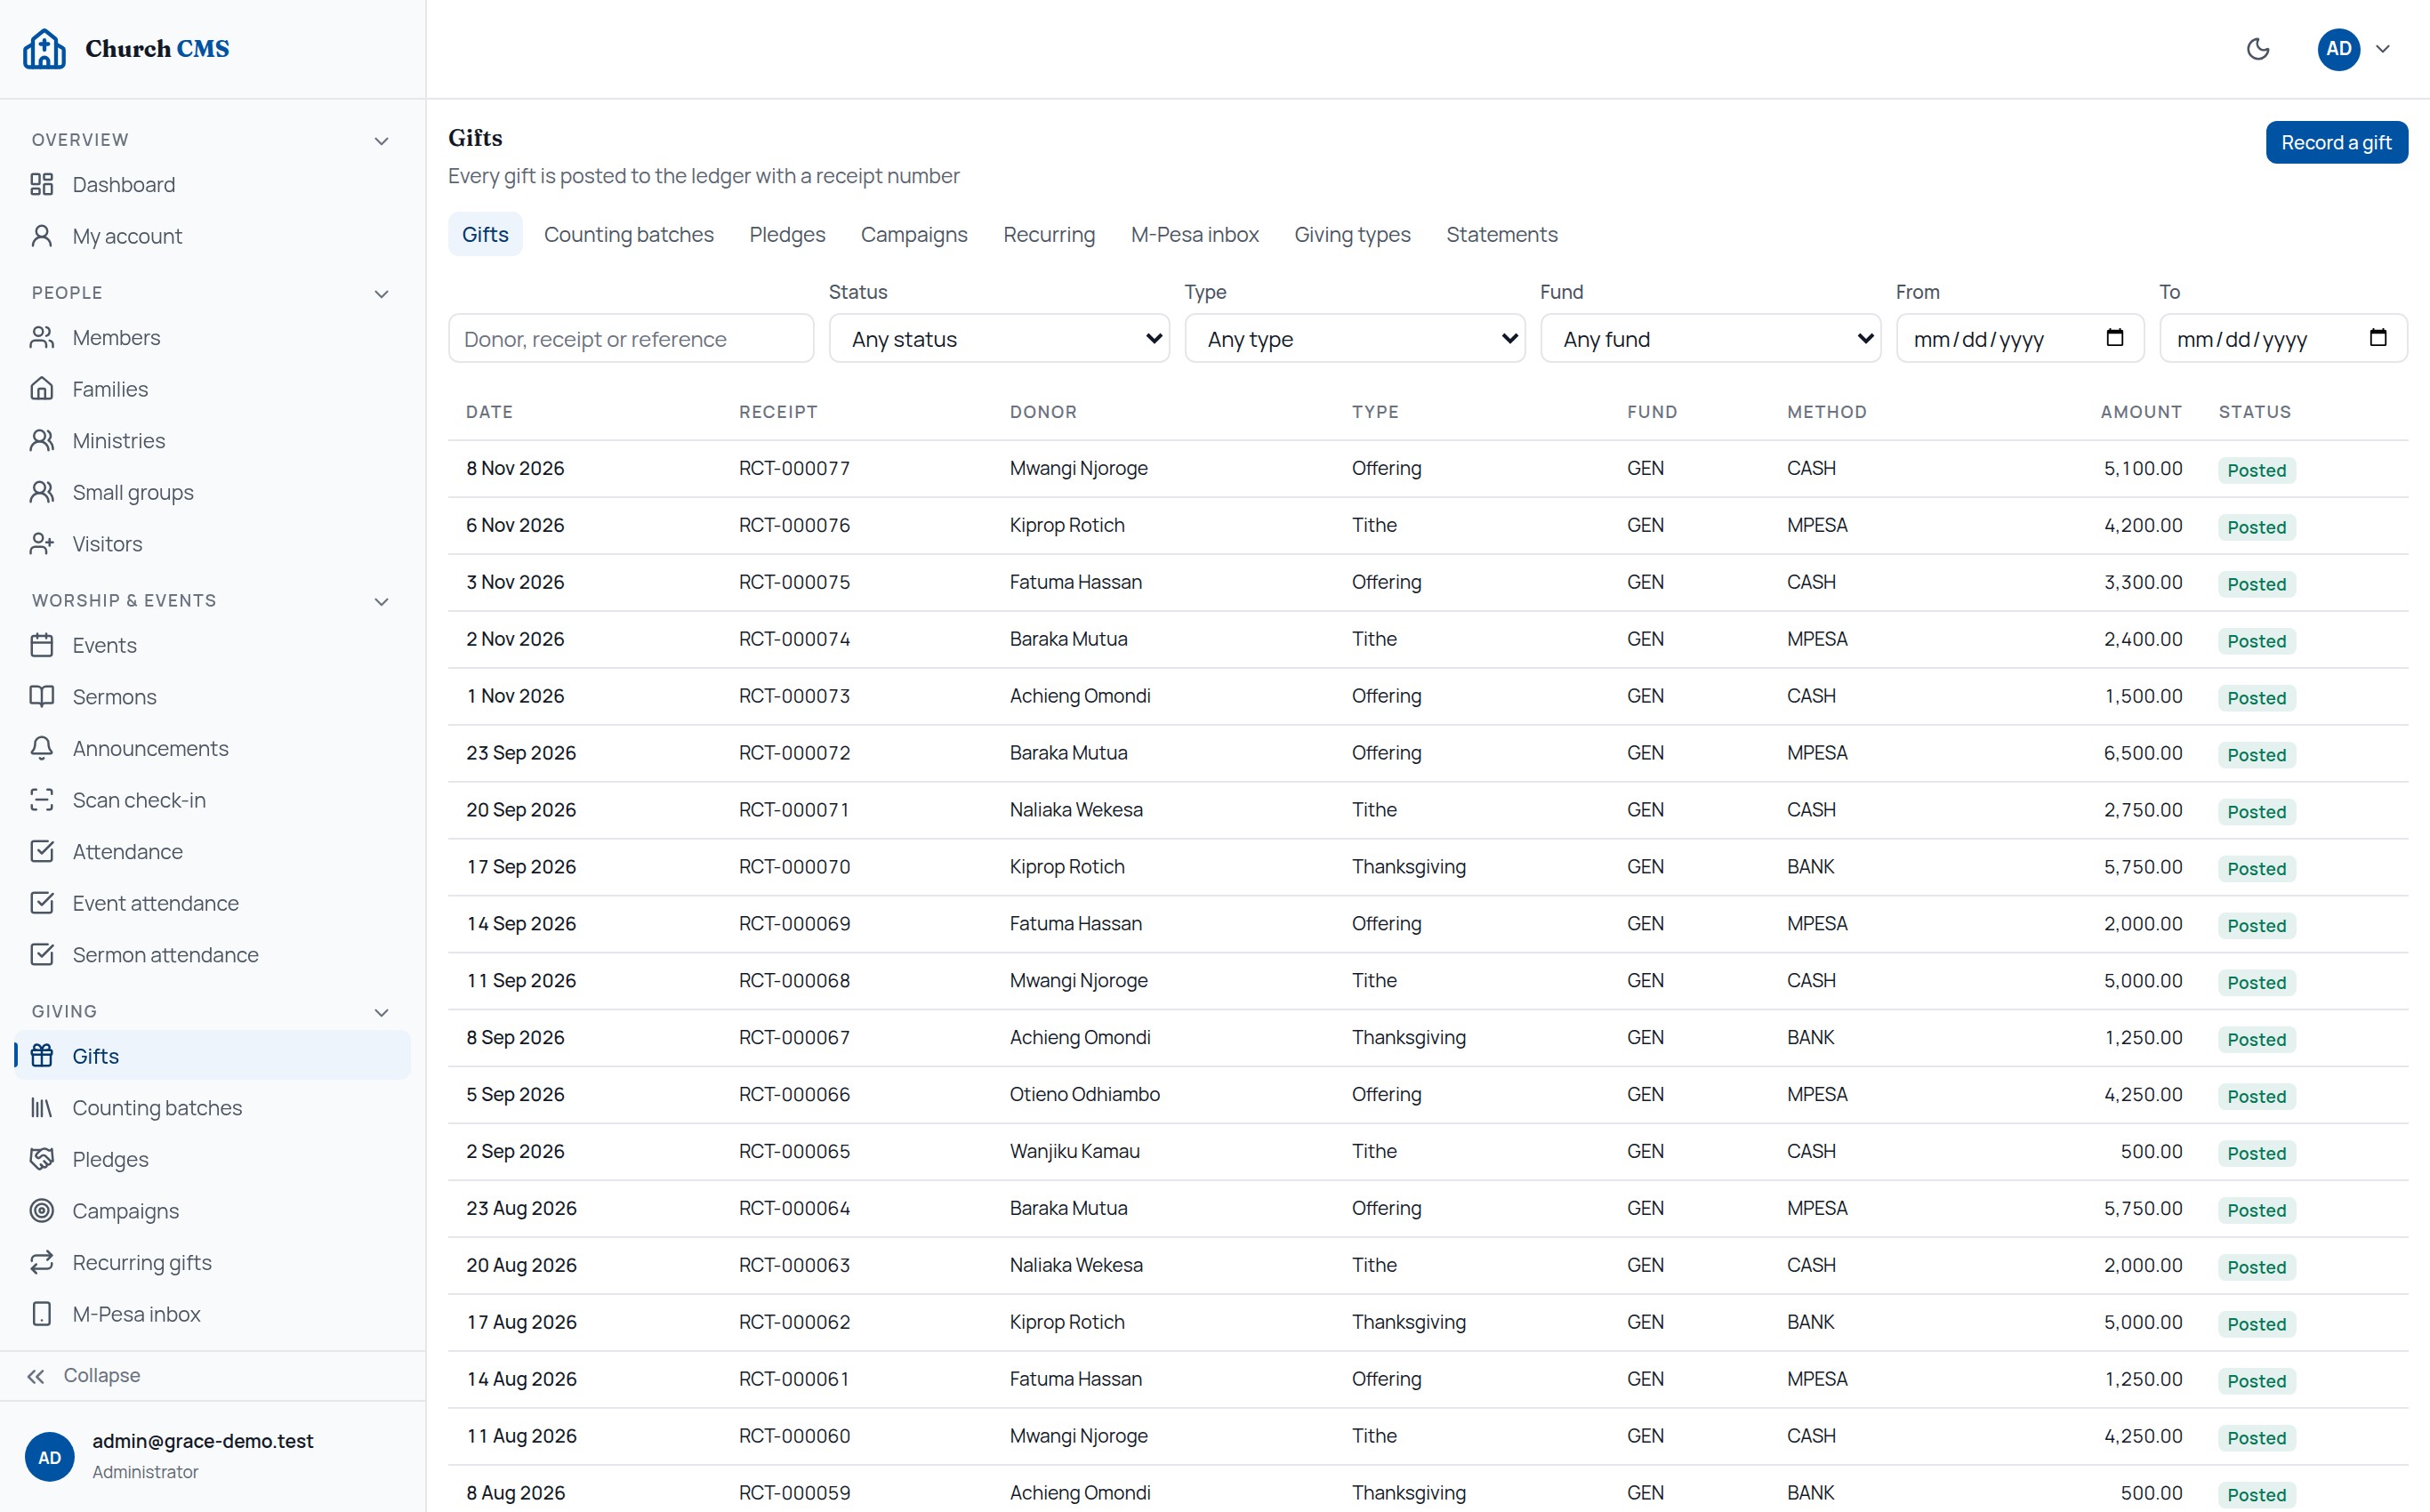 Church CMS
AD
OVERVIEW
Dashboard
My account
PEOPLE
Members
Families
Ministries
Small groups
Visitors
WORSHIP & EVENTS
Events
Sermons
Announcements
Scan check-in
Attendance
Event attendance
Sermon attendance
GIVING
Gifts
Counting batches
Pledges
Campaigns
Recurring gifts
M-Pesa inbox
Collapse
AD
admin@grace-demo.test
Administrator
Gifts
Record a gift
Every gift is posted to the ledger with a receipt number
Gifts Counting batches Pledges Campaigns Recurring M-Pesa inbox Giving types Statements
Status Type Fund From To
Donor, receipt or reference Any status Any type Any fund mm/dd/yyyy mm/dd/yyyy
DATE RECEIPT DONOR TYPE FUND METHOD AMOUNT STATUS
8 Nov 2026 RCT-000077 Mwangi Njoroge Offering GEN CASH 5,100.00 Posted
6 Nov 2026 RCT-000076 Kiprop Rotich Tithe GEN MPESA 4,200.00 Posted
3 Nov 2026 RCT-000075 Fatuma Hassan Offering GEN CASH 3,300.00 Posted
2 Nov 2026 RCT-000074 Baraka Mutua Tithe GEN MPESA 2,400.00 Posted
1 Nov 2026 RCT-000073 Achieng Omondi Offering GEN CASH 1,500.00 Posted
23 Sep 2026 RCT-000072 Baraka Mutua Offering GEN MPESA 6,500.00 Posted
20 Sep 2026 RCT-000071 Naliaka Wekesa Tithe GEN CASH 2,750.00 Posted
17 Sep 2026 RCT-000070 Kiprop Rotich Thanksgiving GEN BANK 5,750.00 Posted
14 Sep 2026 RCT-000069 Fatuma Hassan Offering GEN MPESA 2,000.00 Posted
11 Sep 2026 RCT-000068 Mwangi Njoroge Tithe GEN CASH 5,000.00 Posted
8 Sep 2026 RCT-000067 Achieng Omondi Thanksgiving GEN BANK 1,250.00 Posted
5 Sep 2026 RCT-000066 Otieno Odhiambo Offering GEN MPESA 4,250.00 Posted
2 Sep 2026 RCT-000065 Wanjiku Kamau Tithe GEN CASH 500.00 Posted
23 Aug 2026 RCT-000064 Baraka Mutua Offering GEN MPESA 5,750.00 Posted
20 Aug 2026 RCT-000063 Naliaka Wekesa Tithe GEN CASH 2,000.00 Posted
17 Aug 2026 RCT-000062 Kiprop Rotich Thanksgiving GEN BANK 5,000.00 Posted
14 Aug 2026 RCT-000061 Fatuma Hassan Offering GEN MPESA 1,250.00 Posted
11 Aug 2026 RCT-000060 Mwangi Njoroge Tithe GEN CASH 4,250.00 Posted
8 Aug 2026 RCT-000059 Achieng Omondi Thanksgiving GEN BANK 500.00 Posted